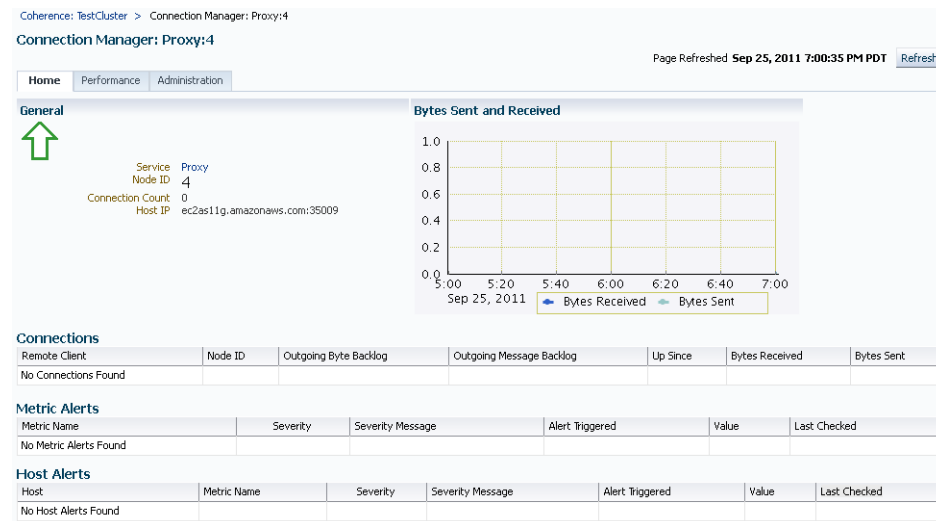 Coherence: TestCluster > Connection Manager: Proxy:4
Connection Manager: Proxy:4
Page Refreshed Sep 25, 2011 7:00:35 PM PDT Refresh
Home Performance Administration
General
Service Proxy
Node ID 4
Connection Count 0
Host IP ec2as11g.amazonaws.com:35009
Bytes Sent and Received
1.0
0.8
0.6
0.4
0.2
0.0
5:00 5:20 5:40 6:00 6:20 6:40 7:00
Sep 25, 2011
Bytes Received Bytes Sent
Connections
Remote Client Node ID Outgoing Byte Backlog Outgoing Message Backlog Up Since Bytes Received Bytes Sent
No Connections Found
Metric Alerts
Metric Name Severity Severity Message Alert Triggered Value Last Checked
No Metric Alerts Found
Host Alerts
Host Metric Name Severity Severity Message Alert Triggered Value Last Checked
No Host Alerts Found